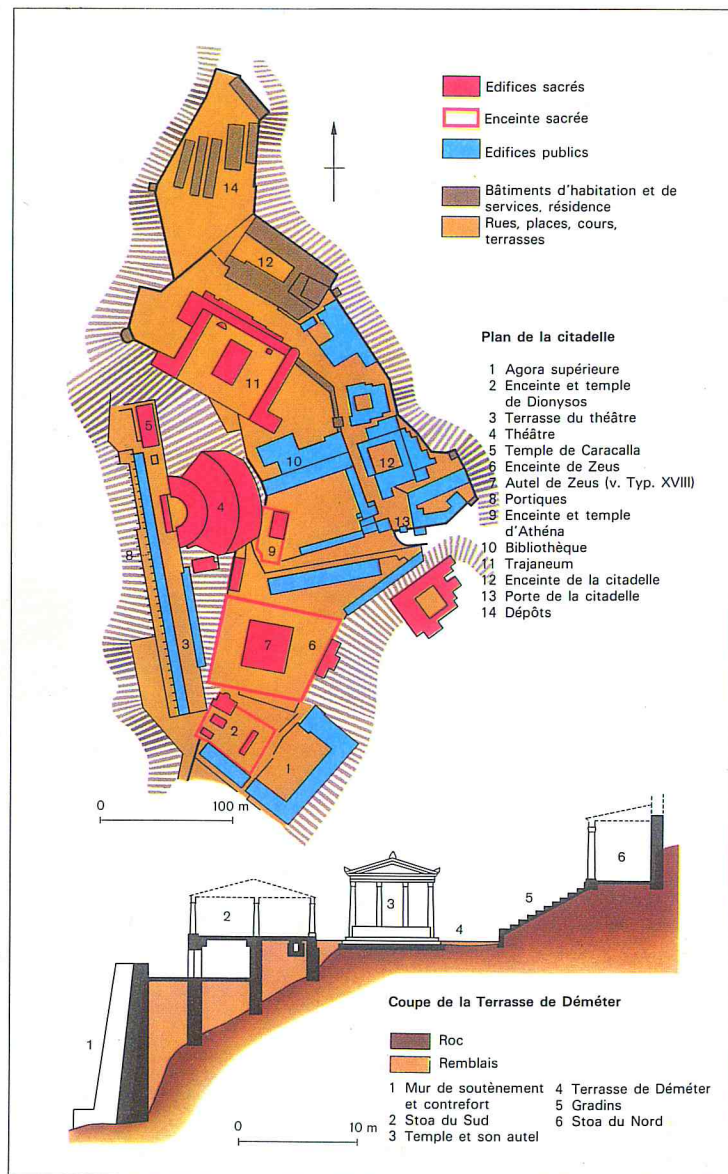 Edifices sacrés
Enceinte sacrée
Edifices publics
Bâtiments d'habitation et de
services, résidence
Rues, places, cours,
terrasses
14
12
11
5
10
12
4
13
8
9
3
7
6
2
1
0
100 m
Plan de la citadelle
1 Agora supérieure
2 Enceinte et temple
de Dionysos
3 Terrasse du théâtre
4 Théâtre
5 Temple de Caracalla
6 Enceinte de Zeus
7 Autel de Zeus (v. Typ. XVIII)
8 Portiques
9 Enceinte et temple
d'Athéna
10 Bibliothèque
11 Trajaneum
12 Enceinte de la citadelle
13 Porte de la citadelle
14 Dépôts
6
5
2
3
4
1
Coupe de la Terrasse de Déméter
Roc
Remblais
1 Mur de soutènement
et contrefort
2 Stoa du Sud
3 Temple et son autel
4 Terrasse de Déméter
5 Gradins
6 Stoa du Nord
0
10 m